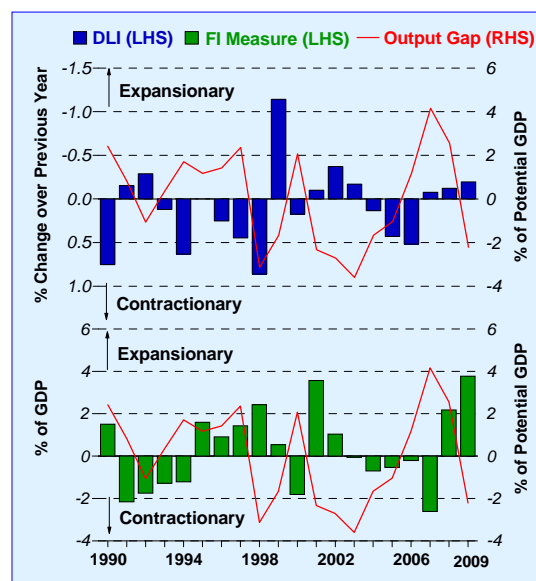 DLI (LHS) FI Measure (LHS) Output Gap (RHS)
-1.5 6
Expansionary
-1.0 4
-0.5 2
0.0 0
0.5 -2
1.0 -4
Contractionary
% Change over Previous Year
% of Potential GDP
6 6
Expansionary
4 4
2 2
0 0
-2 -2
Contractionary
-4 -4
% of GDP
% of Potential GDP
1990 1994 1998 2002 2006 2009